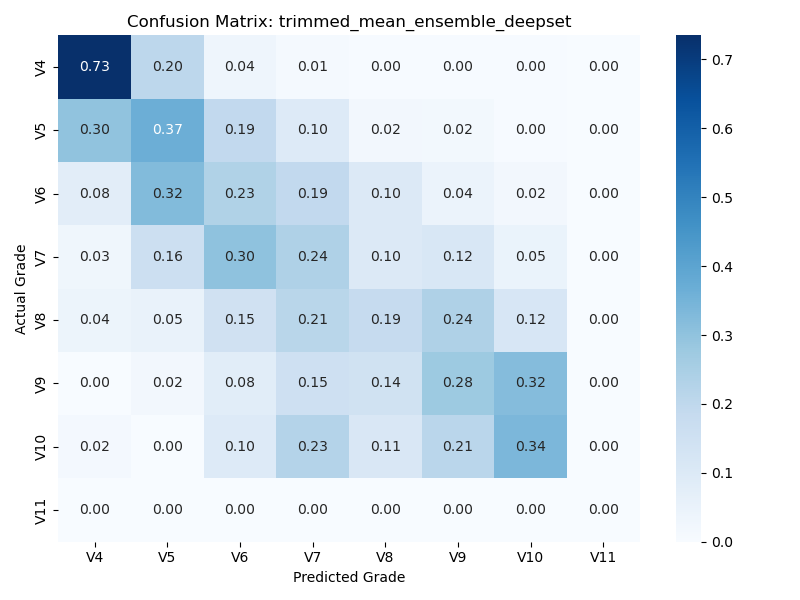 Confusion Matrix: trimmed_mean_ensemble_deepset
V4 0.73 0.20 0.04 0.01 0.00 0.00 0.00 0.00
V5 0.30 0.37 0.19 0.10 0.02 0.02 0.00 0.00
V6 0.08 0.32 0.23 0.19 0.10 0.04 0.02 0.00
V7 0.03 0.16 0.30 0.24 0.10 0.12 0.05 0.00
V8 0.04 0.05 0.15 0.21 0.19 0.24 0.12 0.00
V9 0.00 0.02 0.08 0.15 0.14 0.28 0.32 0.00
V10 0.02 0.00 0.10 0.23 0.11 0.21 0.34 0.00
V11 0.00 0.00 0.00 0.00 0.00 0.00 0.00 0.00
V4 V5 V6 V7 V8 V9 V10 V11
Predicted Grade
Actual Grade
0.7
0.6
0.5
0.4
0.3
0.2
0.1
0.0